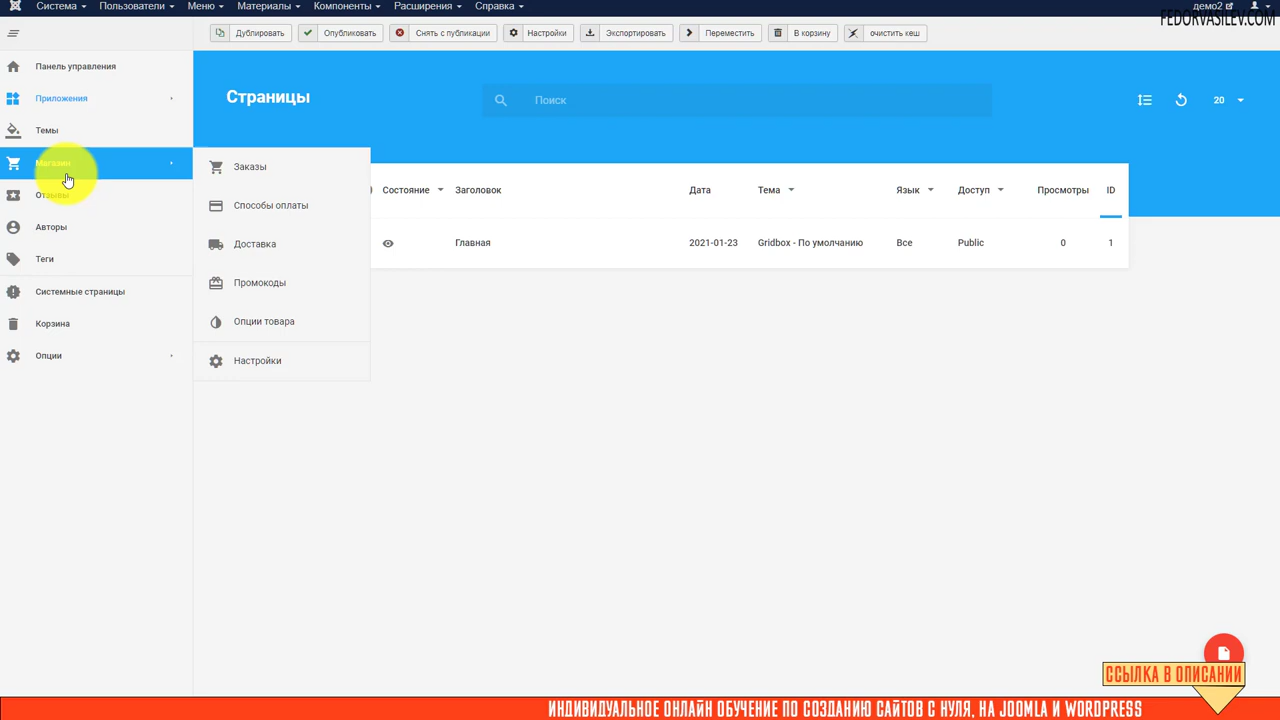 Система Пользователи Меню Материалы Компоненты Расширения Справка демо2
FEDORVASILEV.COM
Дублировать Опубликовать Снять с публикации Настройки Экспортировать Переместить В корзину очистить кеш
Панель управления
Приложения
Темы
Магазин
Отзывы
Авторы
Теги
Системные страницы
Корзина
Опции
Страницы
Поиск
20
Заказы
Способы оплаты
Доставка
Промокоды
Опции товара
Настройки
Состояние Заголовок Дата Тема Язык Доступ Просмотры ID
Главная 2021-01-23 Gridbox - По умолчанию Все Public 0 1
ССЫЛКА В ОПИСАНИИ
ИНДИВИДУАЛЬНОЕ ОНЛАЙН ОБУЧЕНИЕ ПО СОЗДАНИЮ САЙТОВ С НУЛЯ, НА JOOMLA И WORDPRESS